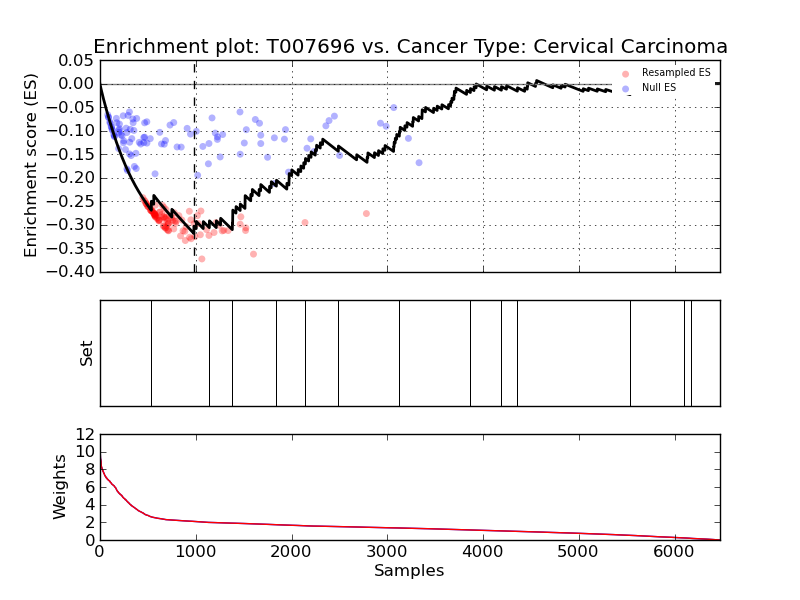 Enrichment plot: T007696 vs. Cancer Type: Cervical Carcinoma
Enrichment score (ES)
0.05
0.00
−0.05
−0.10
−0.15
−0.20
−0.25
−0.30
−0.35
−0.40
Resampled ES
Null ES
Set
Weights
12
10
8
6
4
2
0
0 1000 2000 3000 4000 5000 6000
Samples